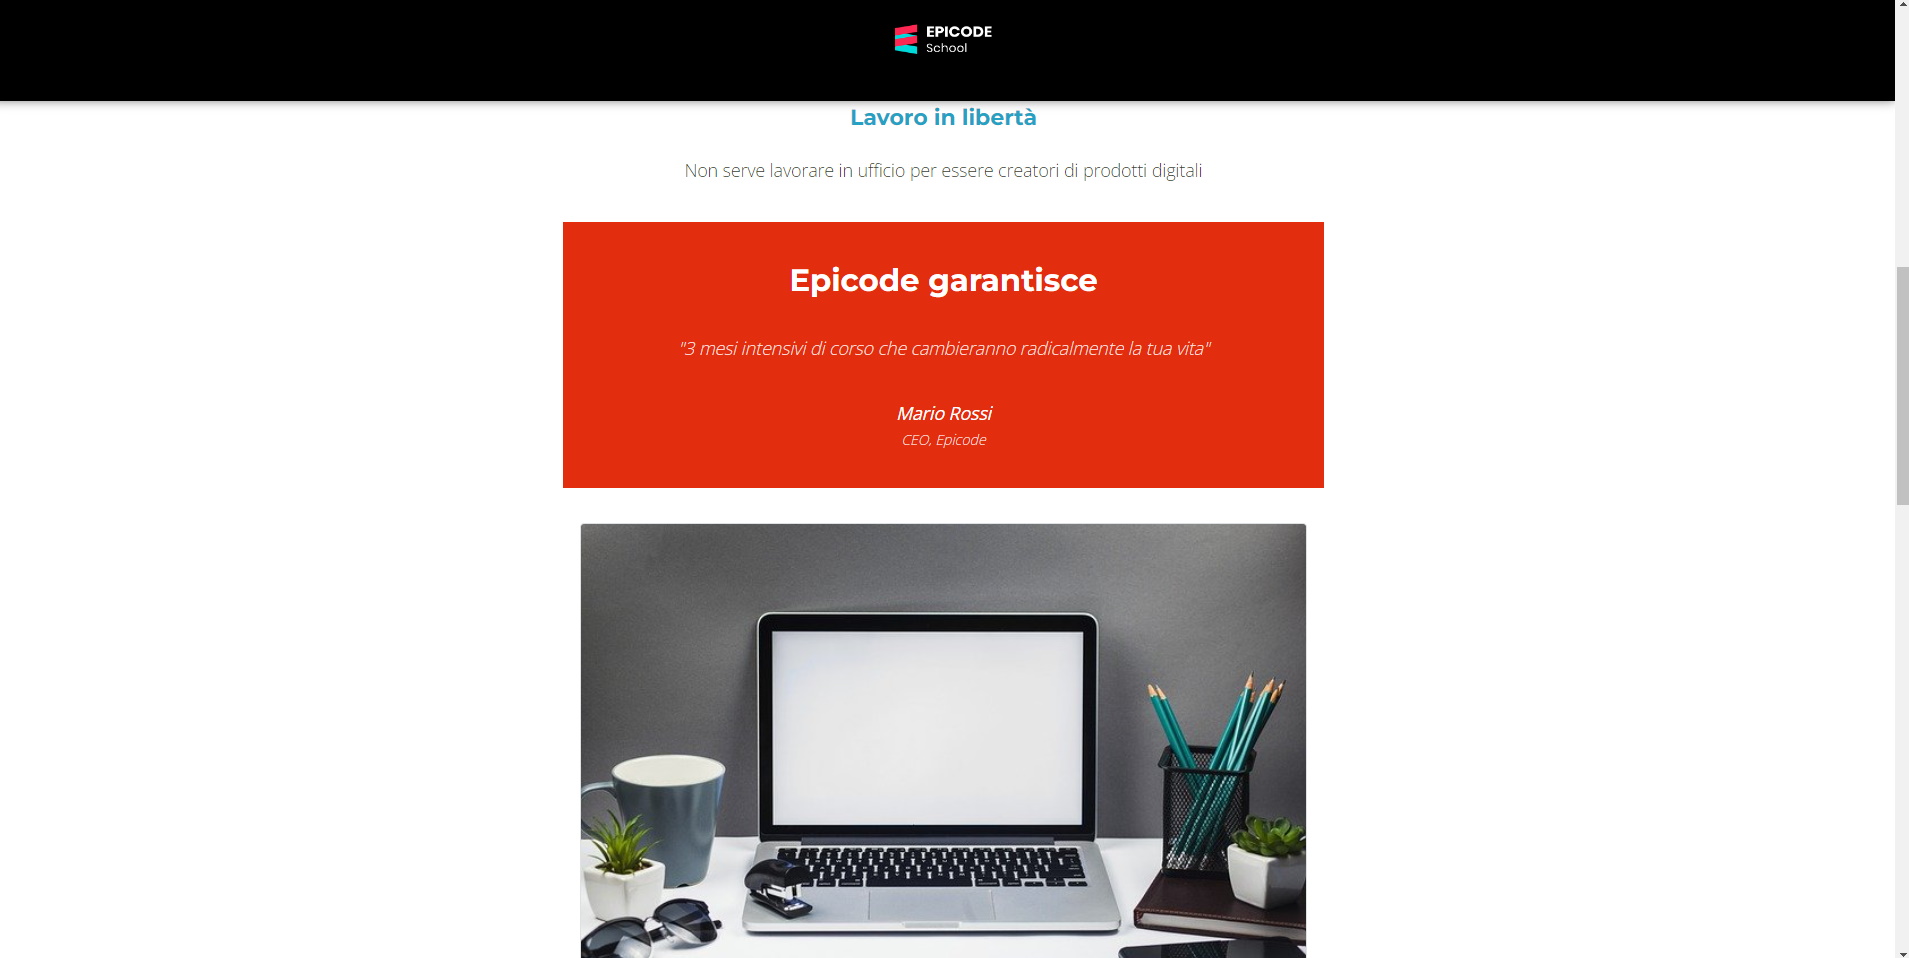 EPICODE
School
Lavoro in libertà
Non serve lavorare in ufficio per essere creatori di prodotti digitali
Epicode garantisce
"3 mesi intensivi di corso che cambieranno radicalmente la tua vita"
Mario Rossi
CEO, Epicode